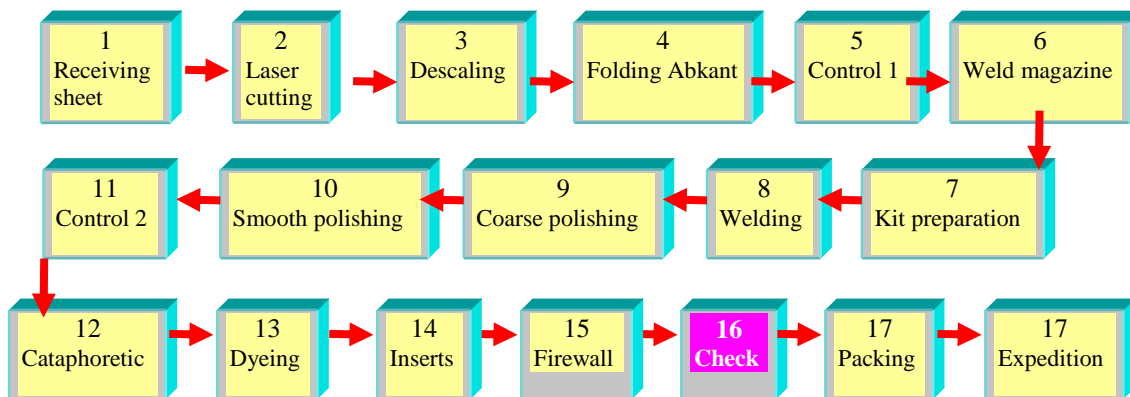 1
Receiving
sheet
2
Laser
cutting
3
Descaling
4
Folding Abkant
5
Control 1
6
Weld magazine
7
Kit preparation
8
Welding
9
Coarse polishing
10
Smooth polishing
11
Control 2
12
Cataphoretic
13
Dyeing
14
Inserts
15
Firewall
16
Check
17
Packing
17
Expedition